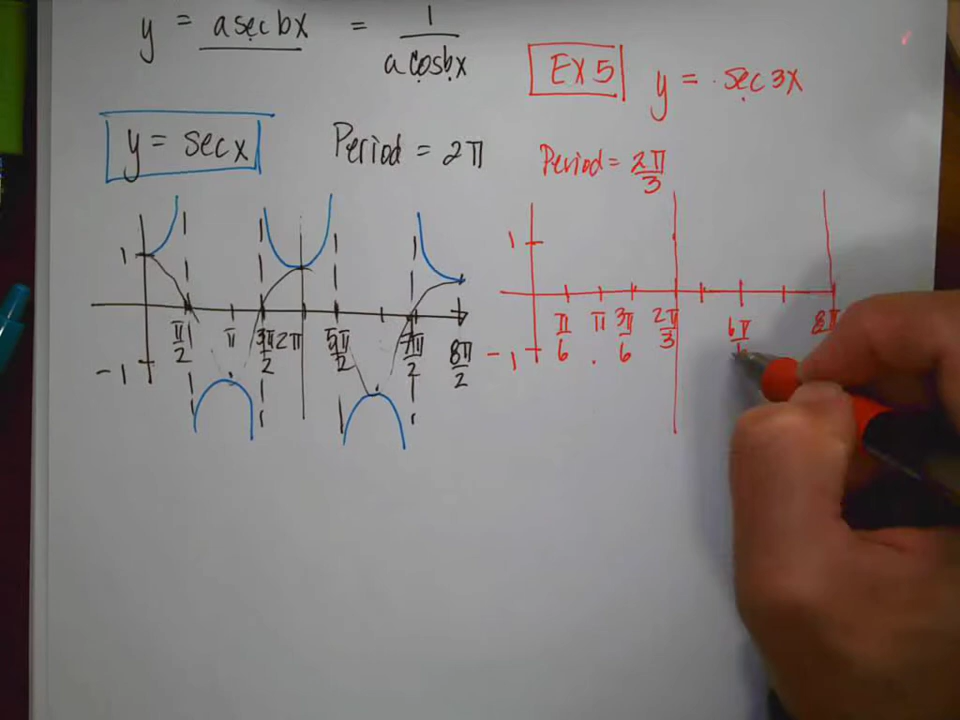 y = a sec bx = 1/(a cos bx)
EX 5 y = sec 3x
y = sec x Period = 2π
Period = 2π/3
1
-1
π/2 π 3π/2 2π 5π/2 7π/2 8π/2
1
-1
π/6 π 3π/6 2π/3 6π 8π